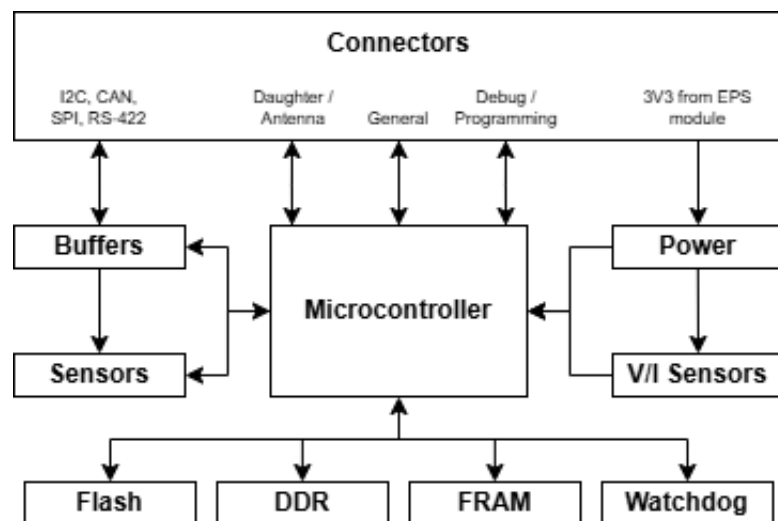 Connectors
I2C, CAN,
SPI, RS-422
Daughter /
Antenna
General
Debug /
Programming
3V3 from EPS
module
Buffers
Power
Microcontroller
Sensors
V/I Sensors
Flash
DDR
FRAM
Watchdog